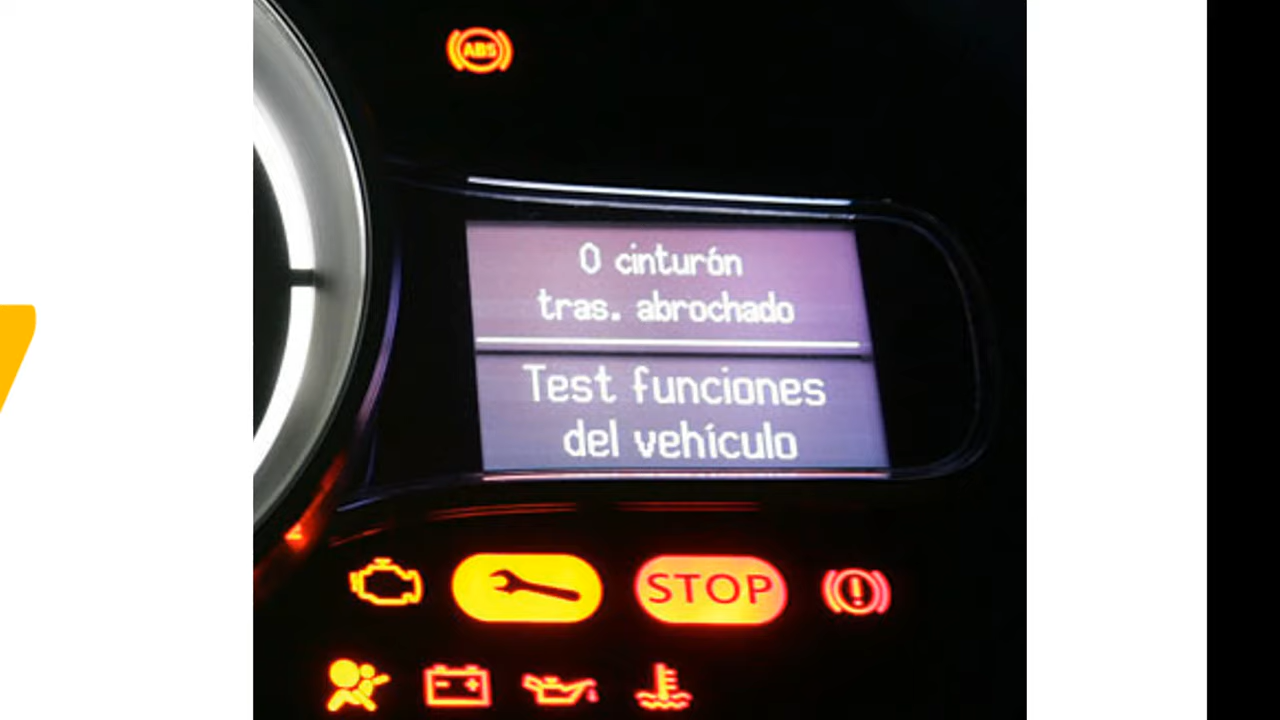 ABS
0 cinturón
tras. abrochado
Test funciones
del vehículo
STOP